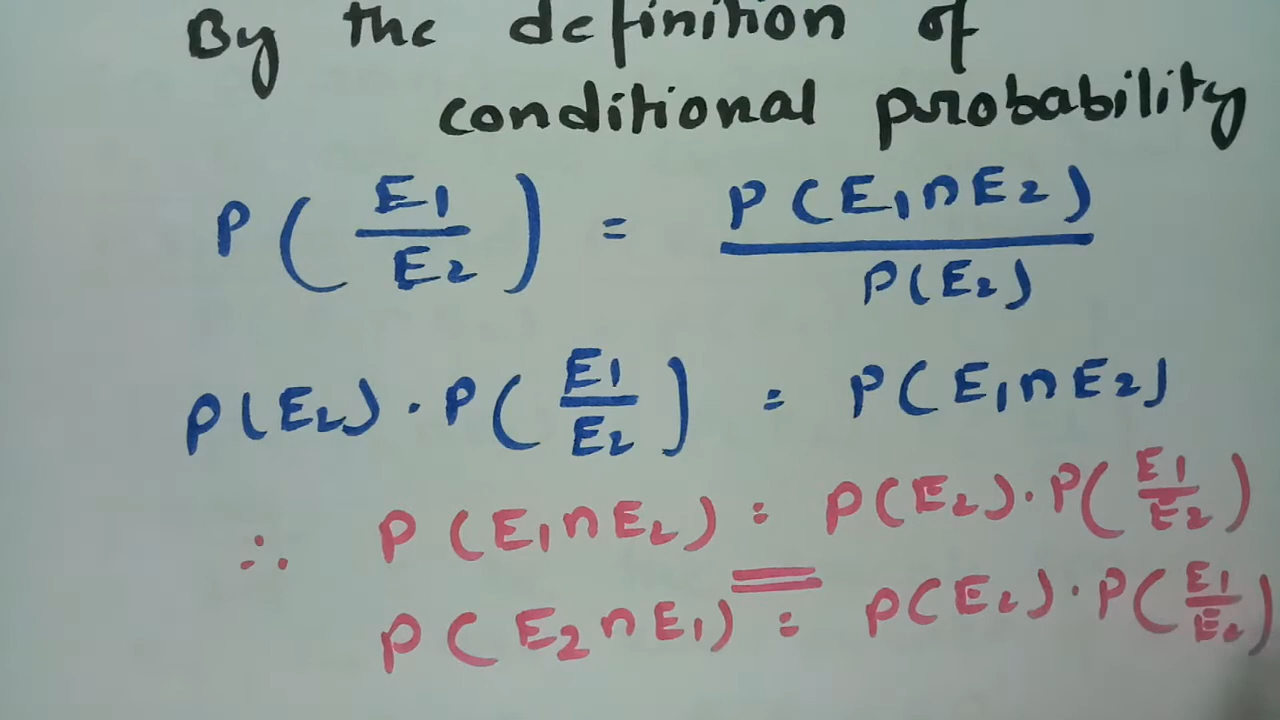 By the definition of
conditional probability
P(E1/E2) = P(E1∩E2)/P(E2)
P(E2).P(E1/E2) = P(E1∩E2)
∴ P(E1∩E2) = P(E2).P(E1/E2)
P(E2∩E1) = P(E2).P(E1/E2)